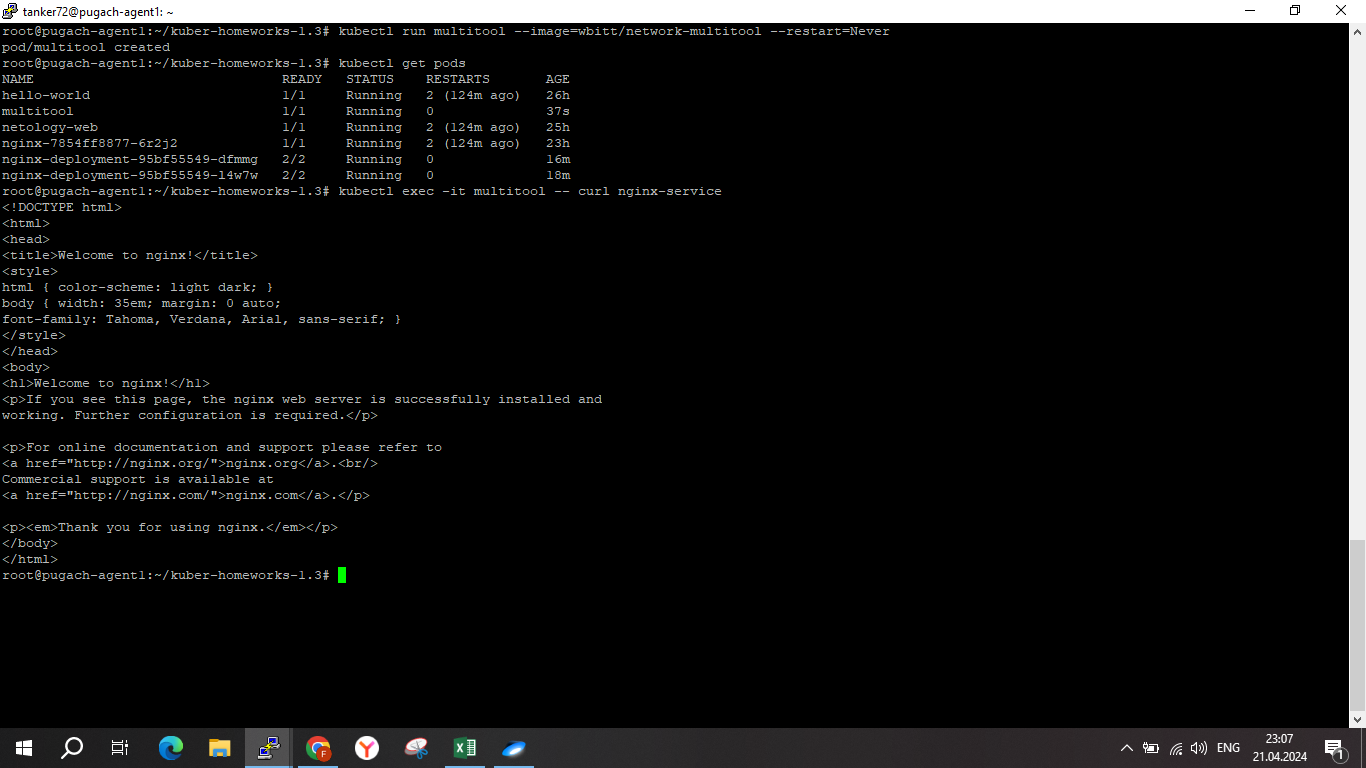 tanker72@pugach-agent1: ~
root@pugach-agent1:~/kuber-homeworks-1.3# kubectl run multitool --image=wbitt/network-multitool --restart=Never
pod/multitool created
root@pugach-agent1:~/kuber-homeworks-1.3# kubectl get pods
NAME                               READY   STATUS    RESTARTS       AGE
hello-world                        1/1     Running   2 (124m ago)   26h
multitool                          1/1     Running   0              37s
netology-web                       1/1     Running   2 (124m ago)   25h
nginx-7854ff8877-6r2j2             1/1     Running   2 (124m ago)   23h
nginx-deployment-95bf55549-dfmmg   2/2     Running   0              16m
nginx-deployment-95bf55549-l4w7w   2/2     Running   0              18m
root@pugach-agent1:~/kuber-homeworks-1.3# kubectl exec -it multitool -- curl nginx-service
<!DOCTYPE html>
<html>
<head>
<title>Welcome to nginx!</title>
<style>
html { color-scheme: light dark; }
body { width: 35em; margin: 0 auto;
font-family: Tahoma, Verdana, Arial, sans-serif; }
</style>
</head>
<body>
<h1>Welcome to nginx!</h1>
<p>If you see this page, the nginx web server is successfully installed and
working. Further configuration is required.</p>

<p>For online documentation and support please refer to
<a href="http://nginx.org/">nginx.org</a>.<br/>
Commercial support is available at
<a href="http://nginx.com/">nginx.com</a>.</p>

<p><em>Thank you for using nginx.</em></p>
</body>
</html>
root@pugach-agent1:~/kuber-homeworks-1.3#
ENG
23:07
21.04.2024
1